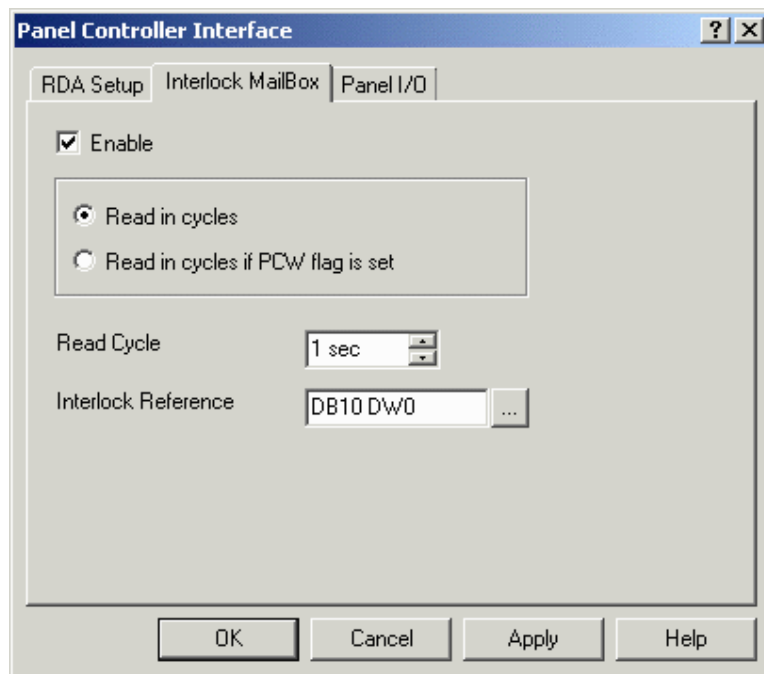 Panel Controller Interface
RDA Setup Interlock MailBox Panel I/O
Enable
Read in cycles
Read in cycles if PCW flag is set
Read Cycle 1 sec
Interlock Reference DB10 DW0 ...
OK Cancel Apply Help